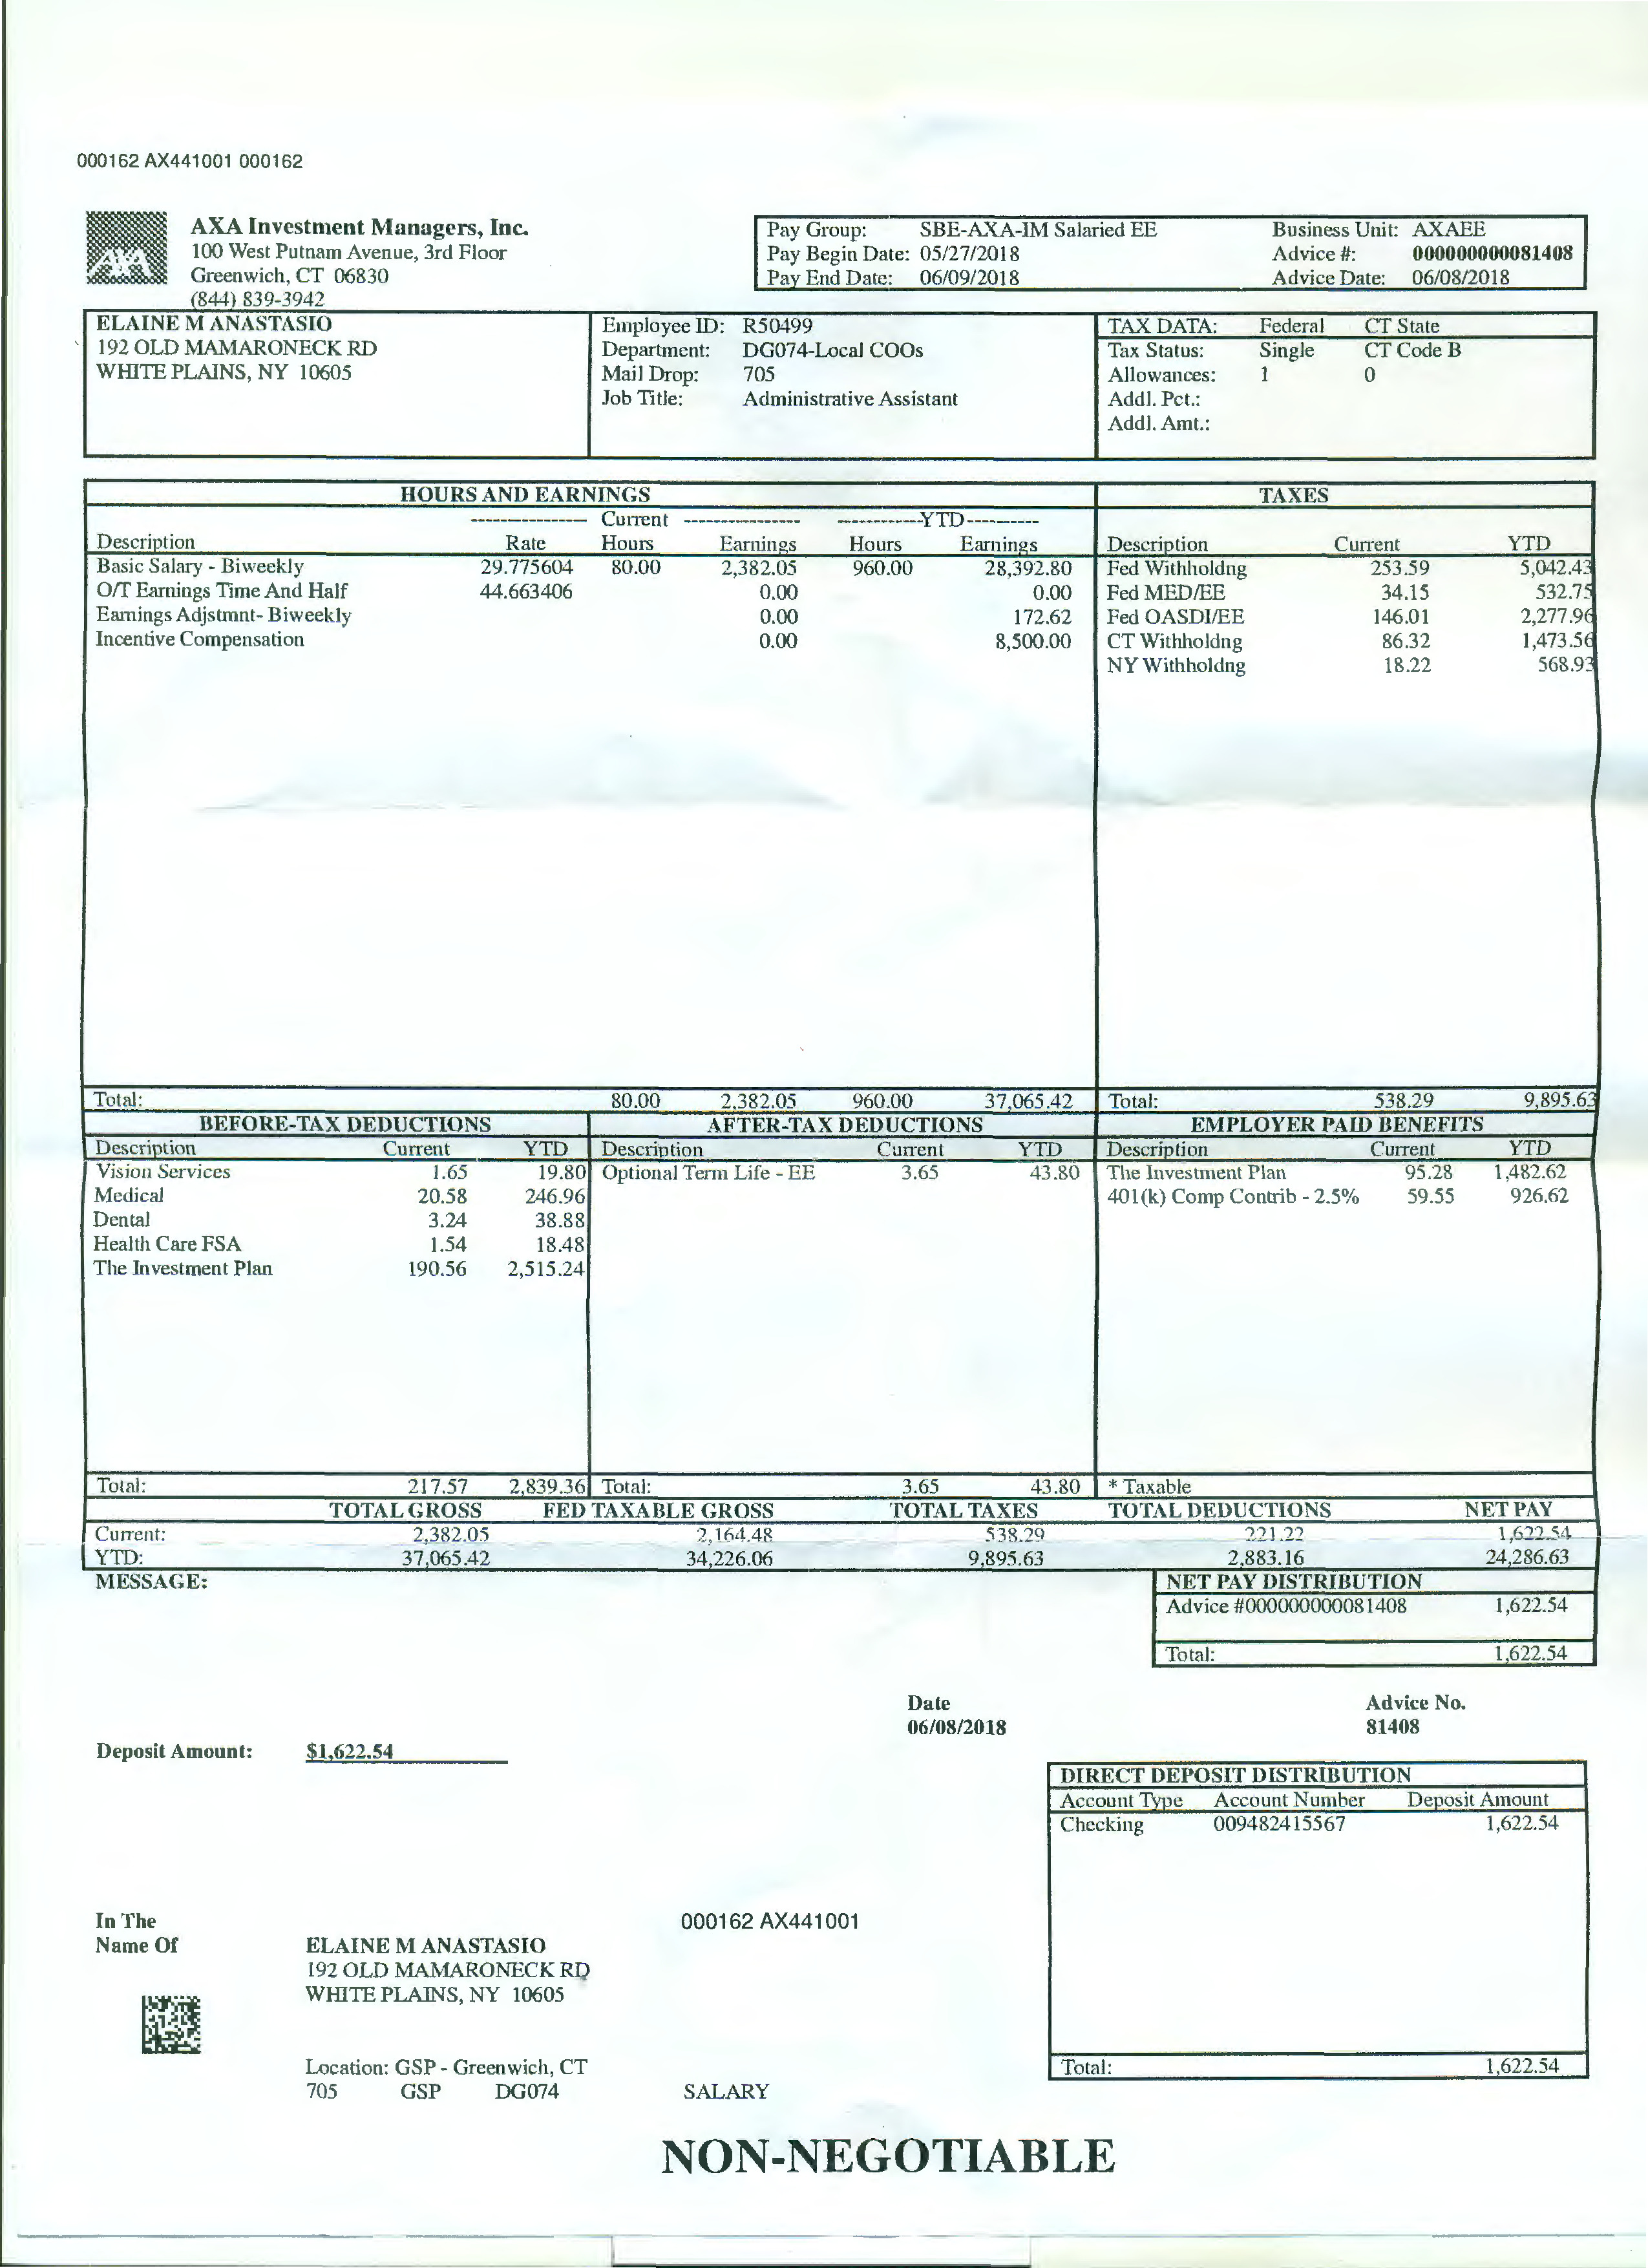 000162 AX441001 000162
AXA
AXA Investment Managers, Inc.
100 West Putnam Avenue, 3rd Floor
Greenwich, CT 06830
(844) 839-3942
Pay Group: SBE-AXA-IM Salaried EE Business Unit: AXAEE
Pay Begin Date: 05/27/2018 Advice #: 000000000081408
Pay End Date: 06/09/2018 Advice Date: 06/08/2018
ELAINE M ANASTASIO
192 OLD MAMARONECK RD
WHITE PLAINS, NY 10605
Employee ID: R50499
Department: DG074-Local COOs
Mail Drop: 705
Job Title: Administrative Assistant
TAX DATA: Federal CT State
Tax Status: Single CT Code B
Allowances: 1 0
Addl. Pct.:
Addl. Amt.:
HOURS AND EARNINGS
-------------- Current -------------- -----------YTD----------
Description Rate Hours Earnings Hours Earnings
Basic Salary - Biweekly 29.775604 80.00 2,382.05 960.00 28,392.80
O/T Earnings Time And Half 44.663406 0.00 0.00
Earnings Adjstmnt- Biweekly 0.00 172.62
Incentive Compensation 0.00 8,500.00
Total: 80.00 2,382.05 960.00 37,065.42
TAXES
Description Current YTD
Fed Withholdng 253.59 5,042.43
Fed MED/EE 34.15 532.75
Fed OASDI/EE 146.01 2,277.96
CT Withholdng 86.32 1,473.56
NY Withholdng 18.22 568.93
Total: 538.29 9,895.63
BEFORE-TAX DEDUCTIONS
Description Current YTD
Vision Services 1.65 19.80
Medical 20.58 246.96
Dental 3.24 38.88
Health Care FSA 1.54 18.48
The Investment Plan 190.56 2,515.24
Total: 217.57 2,839.36
AFTER-TAX DEDUCTIONS
Description Current YTD
Optional Term Life - EE 3.65 43.80
Total: 3.65 43.80
EMPLOYER PAID BENEFITS
Description Current YTD
The Investment Plan 95.28 1,482.62
401(k) Comp Contrib - 2.5% 59.55 926.62
* Taxable
TOTAL GROSS FED TAXABLE GROSS TOTAL TAXES TOTAL DEDUCTIONS NET PAY
Current: 2,382.05 2,164.48 538.29 221.22 1,622.54
YTD: 37,065.42 34,226.06 9,895.63 2,883.16 24,286.63
MESSAGE:
NET PAY DISTRIBUTION
Advice #000000000081408 1,622.54
Total: 1,622.54
Date
06/08/2018
Advice No.
81408
Deposit Amount: $1,622.54
DIRECT DEPOSIT DISTRIBUTION
Account Type Account Number Deposit Amount
Checking 009482415567 1,622.54
Total: 1,622.54
In The
Name Of
000162 AX441001
ELAINE M ANASTASIO
192 OLD MAMARONECK RD
WHITE PLAINS, NY 10605
Location: GSP - Greenwich, CT
705 GSP DG074 SALARY
NON-NEGOTIABLE